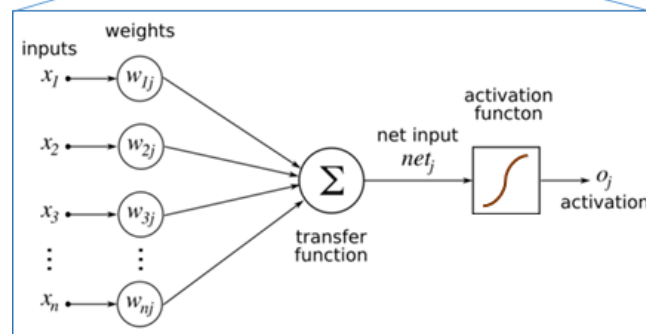 weights
inputs
x1
w1j
x2
w2j
x3
w3j
xn
wnj
Σ
transfer
function
net input
netj
activation
functon
oj
activation